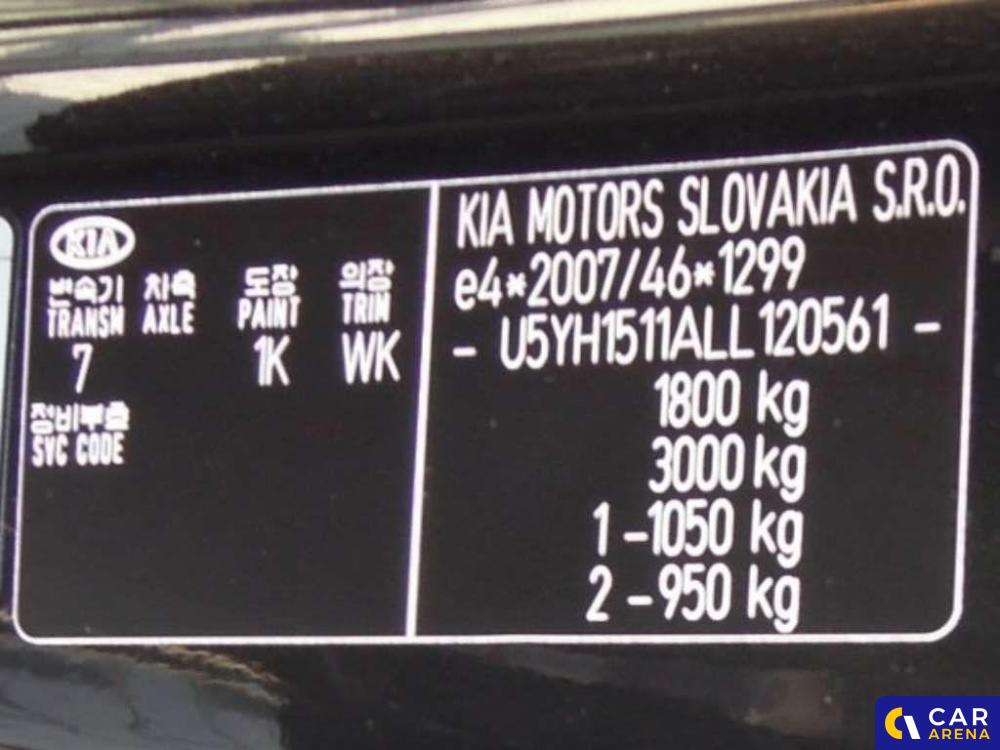 KIA
변속기 차축 도장 의장
TRANSM AXLE PAINT TRIM
7 1K WK
정비부호
SVC CODE
KIA MOTORS SLOVAKIA S.R.O.
e4*2007/46*1299
- U5YH1511ALL120561 -
1800 kg
3000 kg
1 -1050 kg
2 -950 kg
CAR
ARENA